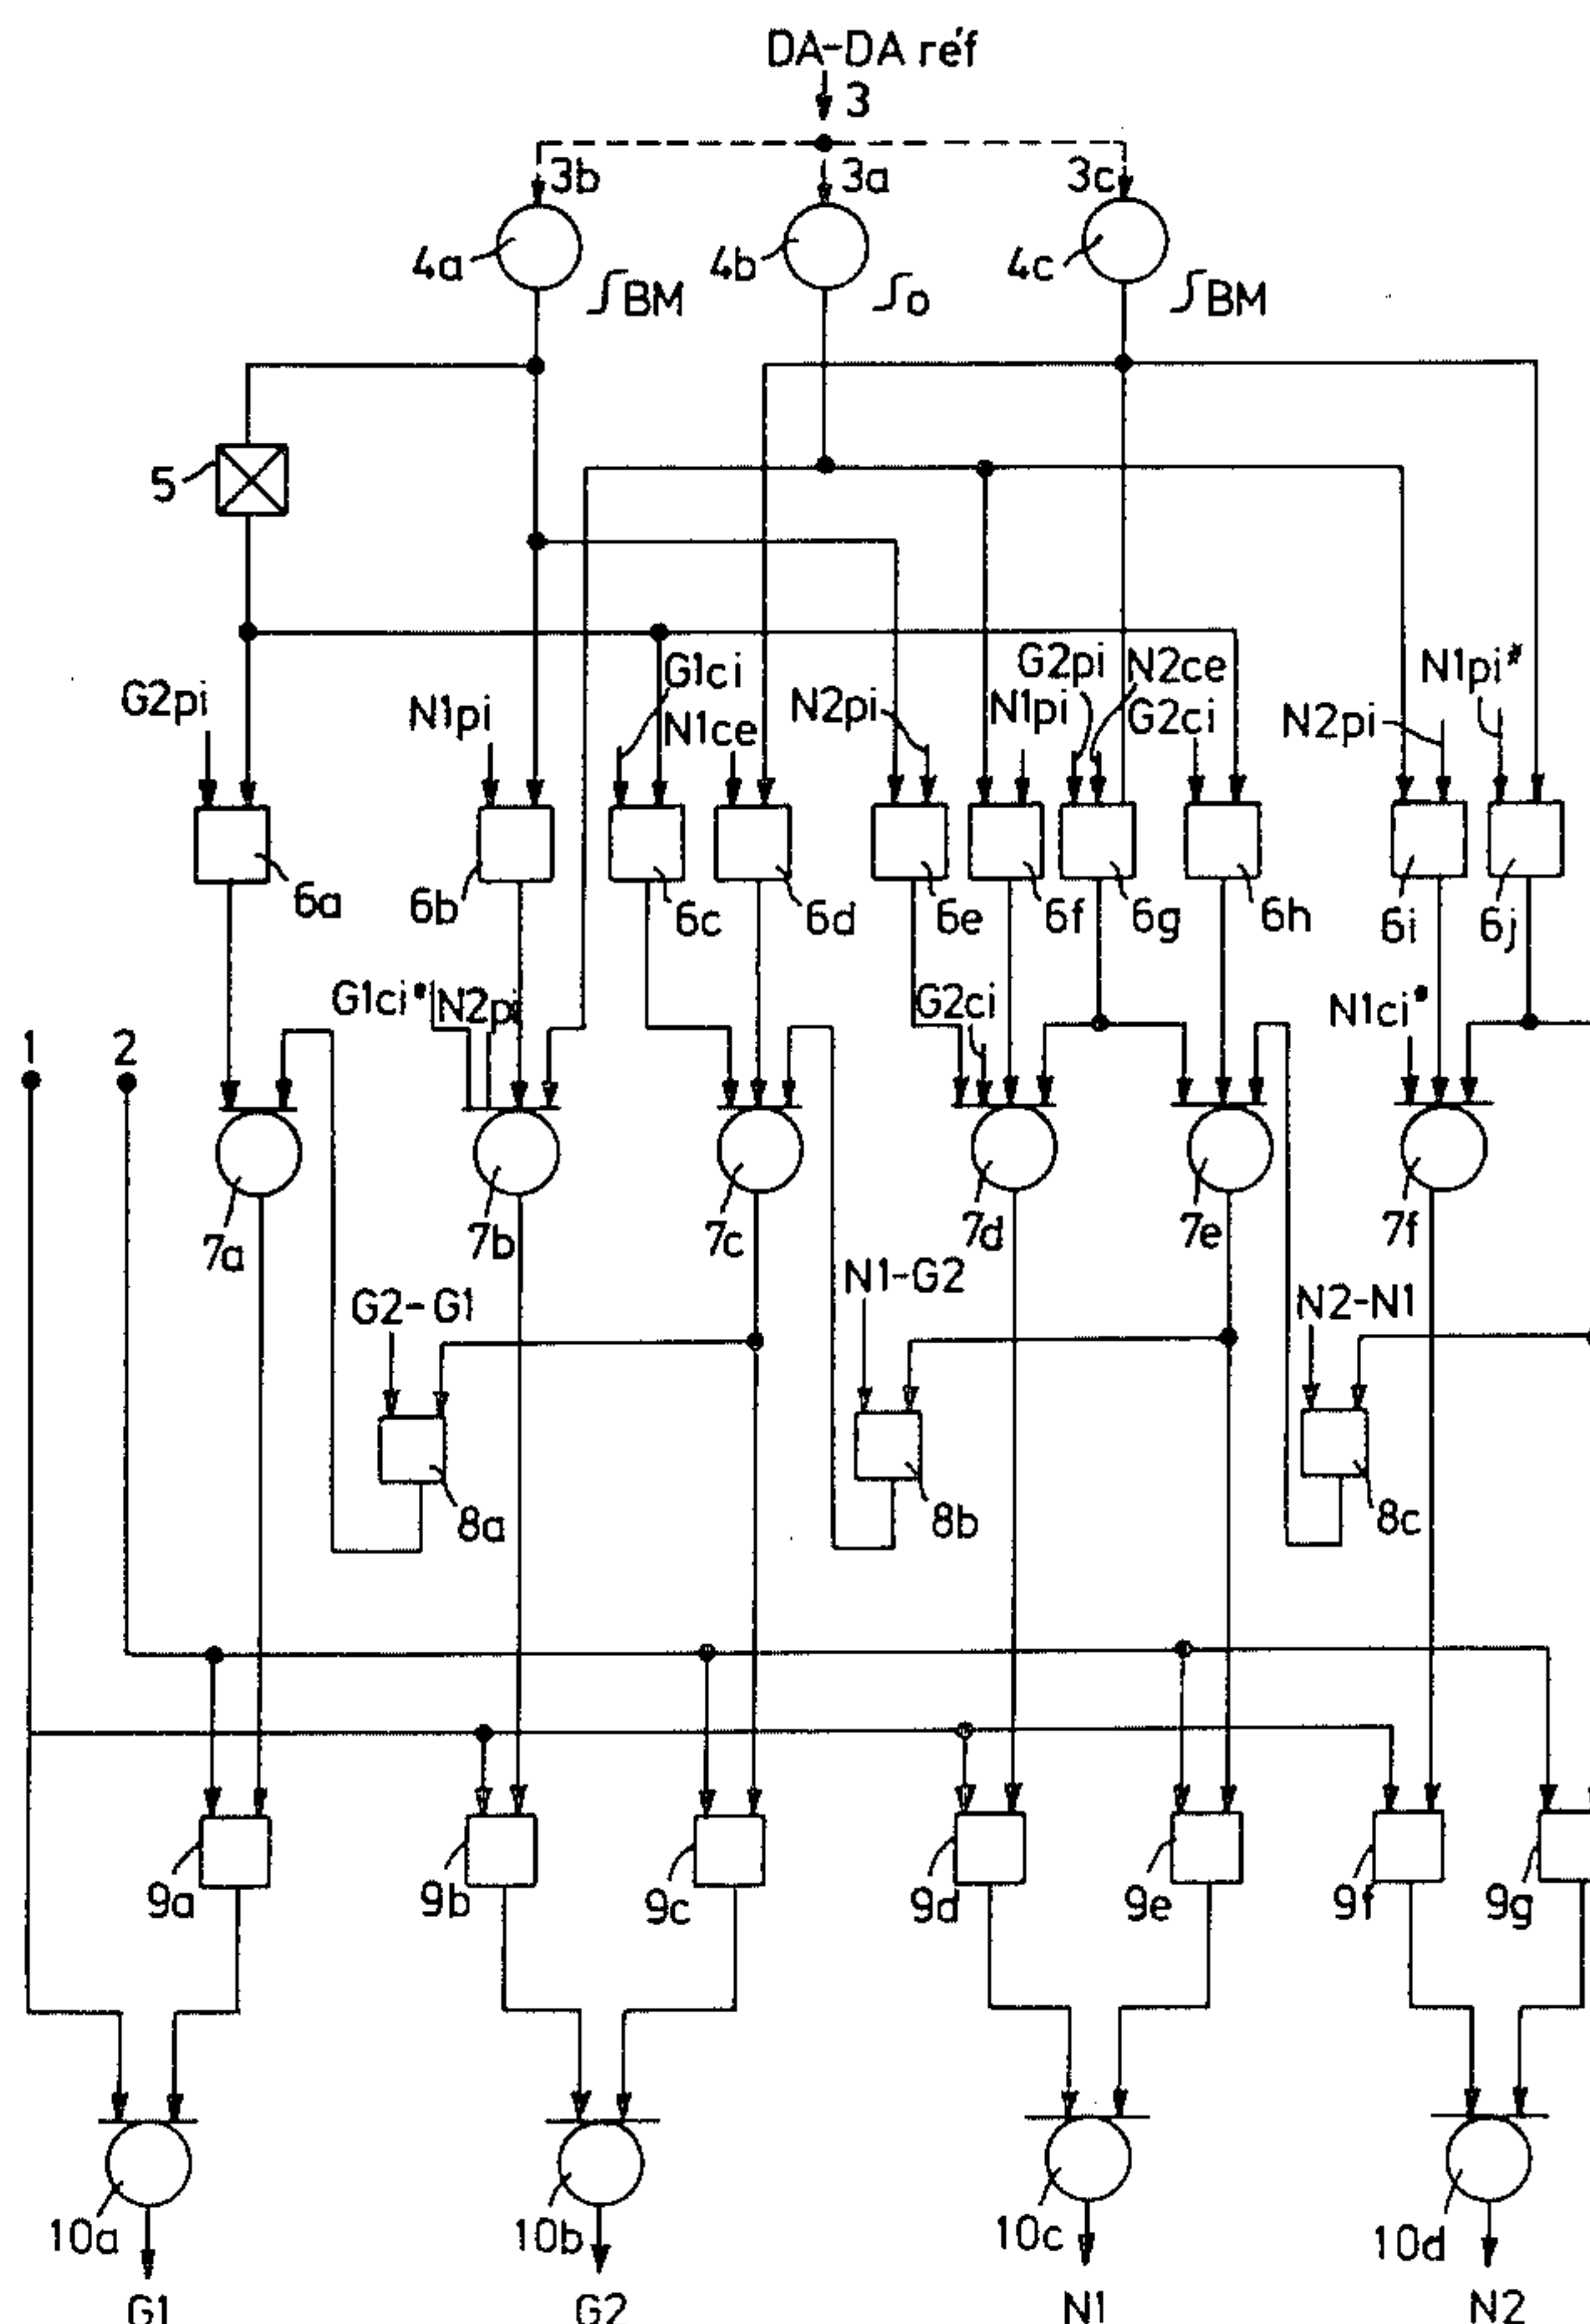 DA-DA réf
3
3b 3a 3c
4a 4b 4c
∫BM ∫o ∫BM
5
G2pi N1pi G1ci N1ce N2pi G2pi N1pi N2ce G2ci N2pi N1pi*
6a 6b 6c 6d 6e 6f 6g 6h 6i 6j
G1ci* N2pi G2ci N1ci*
1 2
7a 7b 7c 7d 7e 7f
G2-G1 N1-G2 N2-N1
8a 8b 8c
9a 9b 9c 9d 9e 9f 9g
10a 10b 10c 10d
G1 G2 N1 N2